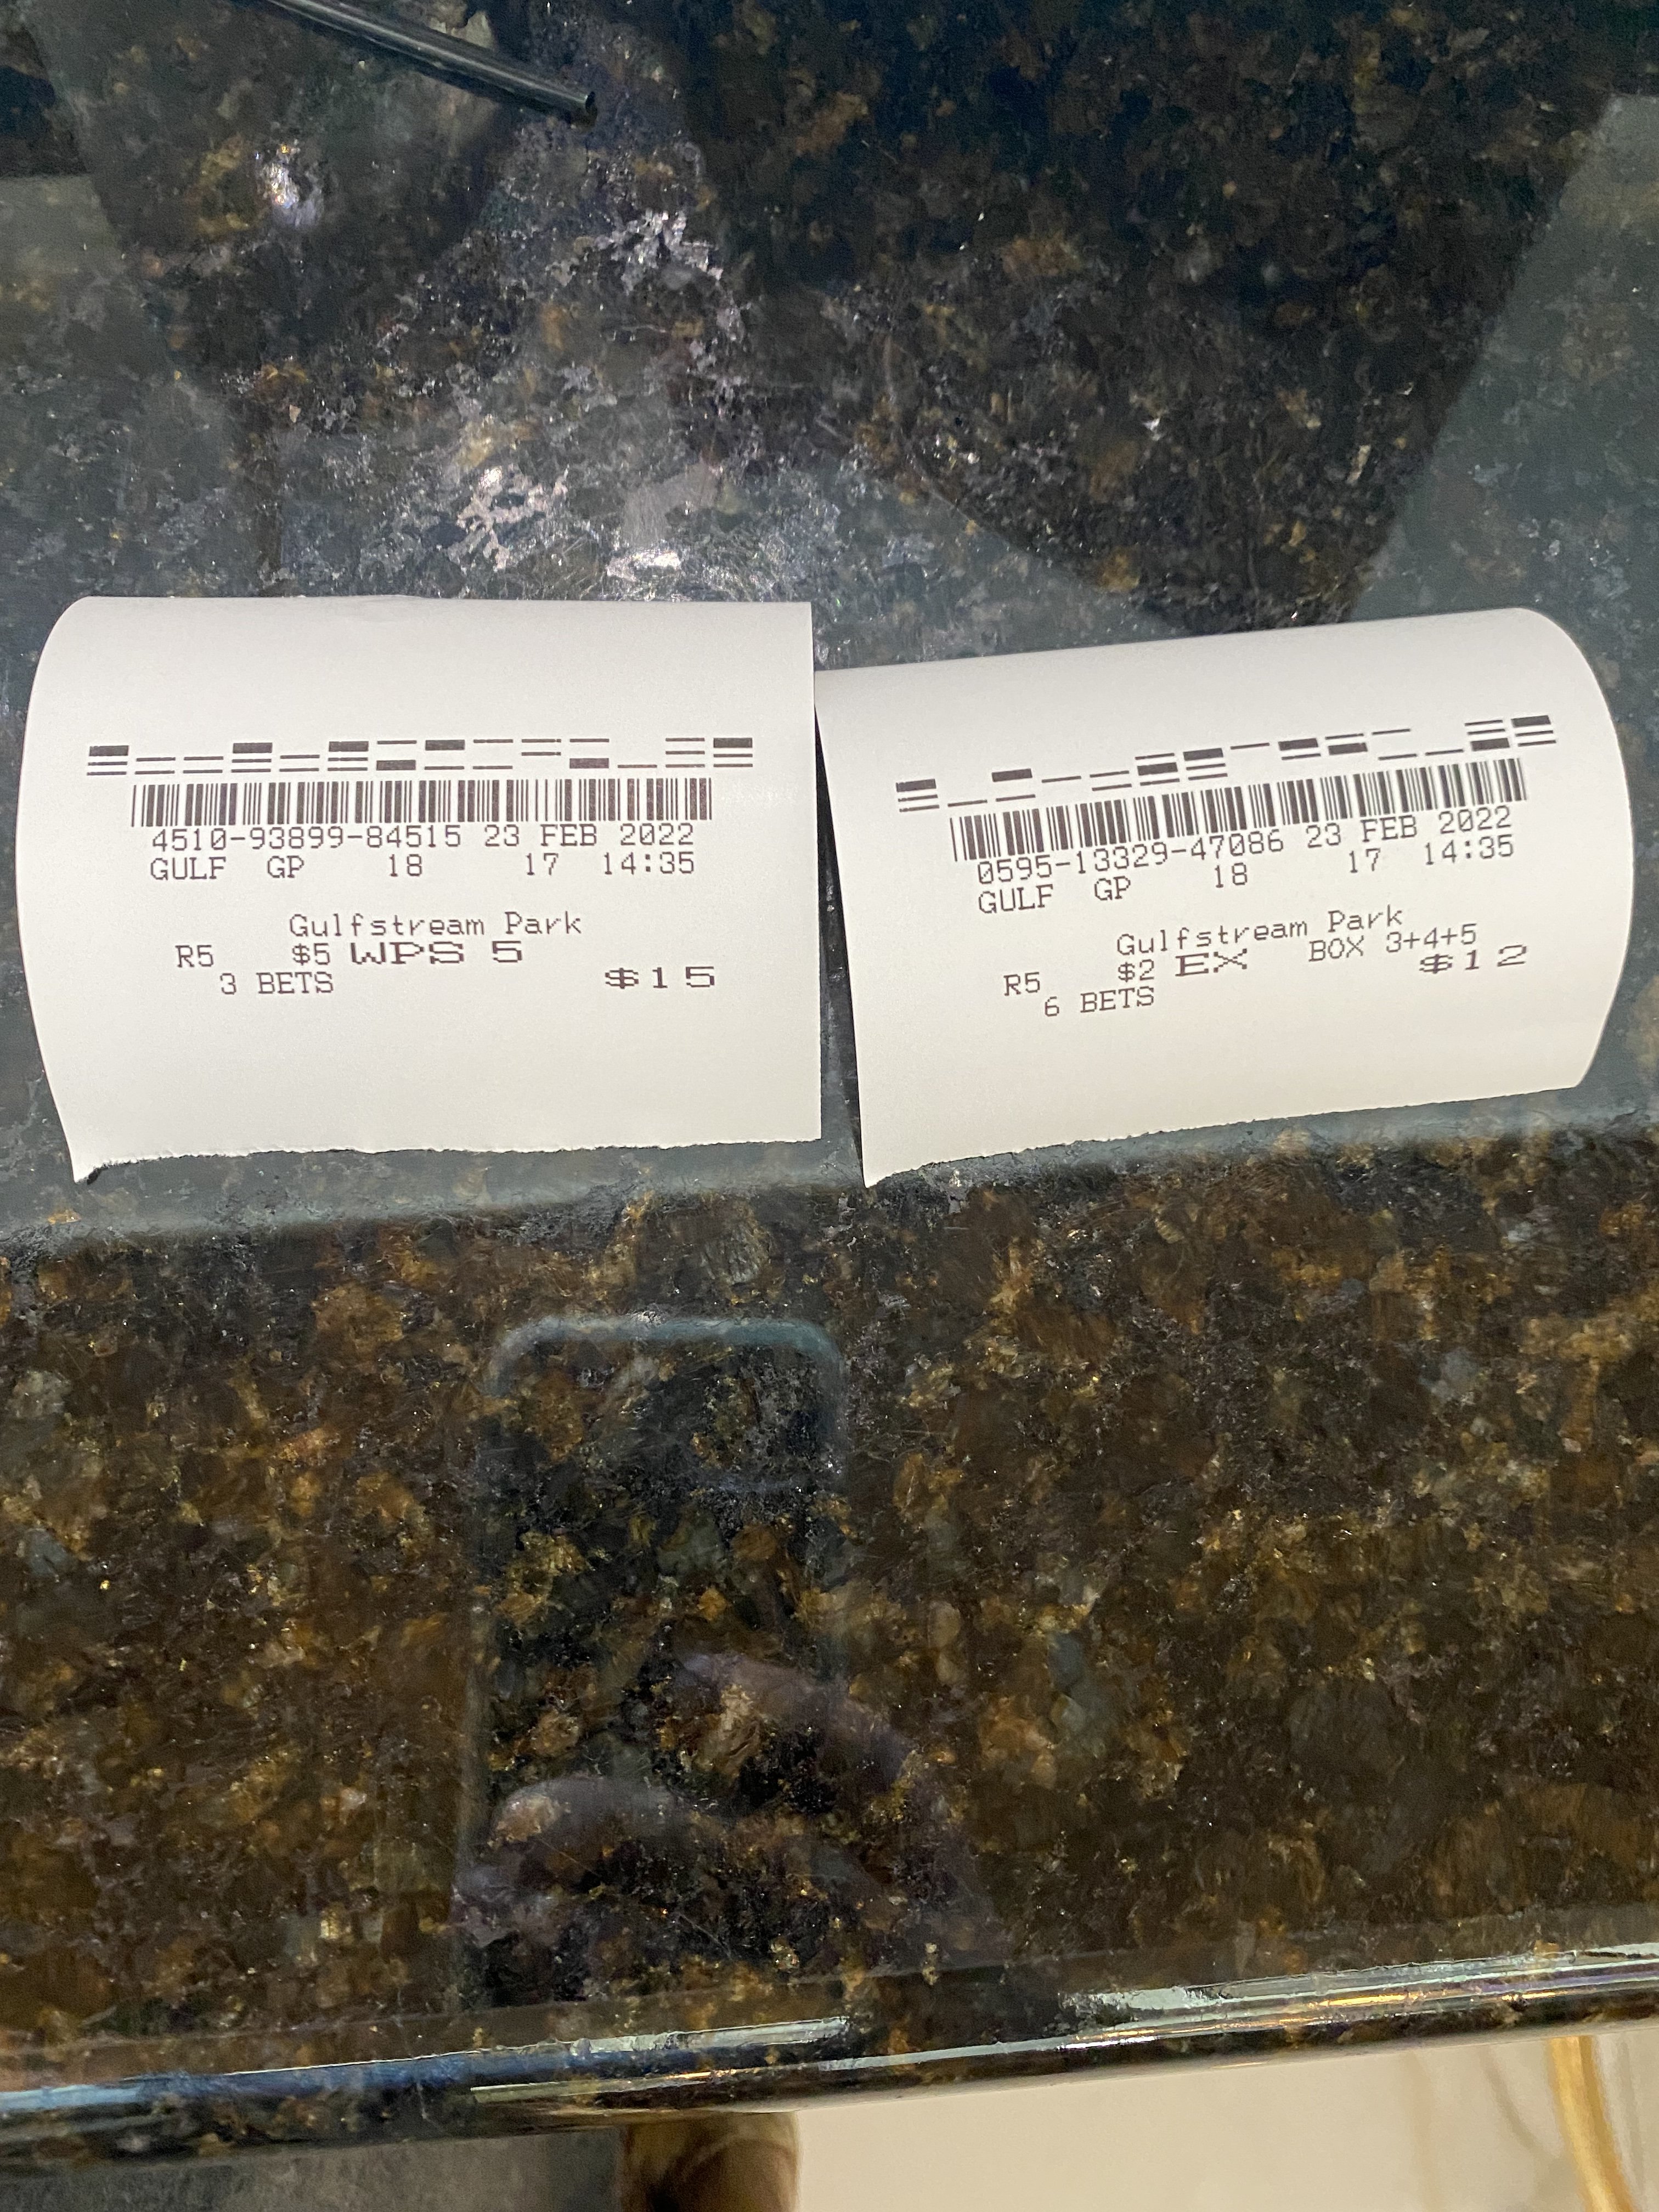 4510-93899-84515 23 FEB 2022
GULF GP 18 17 14:35
Gulfstream Park
R5 $5 WPS 5
3 BETS $15
0595-13329-47086 23 FEB 2022
GULF GP 18 17 14:35
Gulfstream Park
R5 $2 EX BOX 3+4+5
6 BETS $12